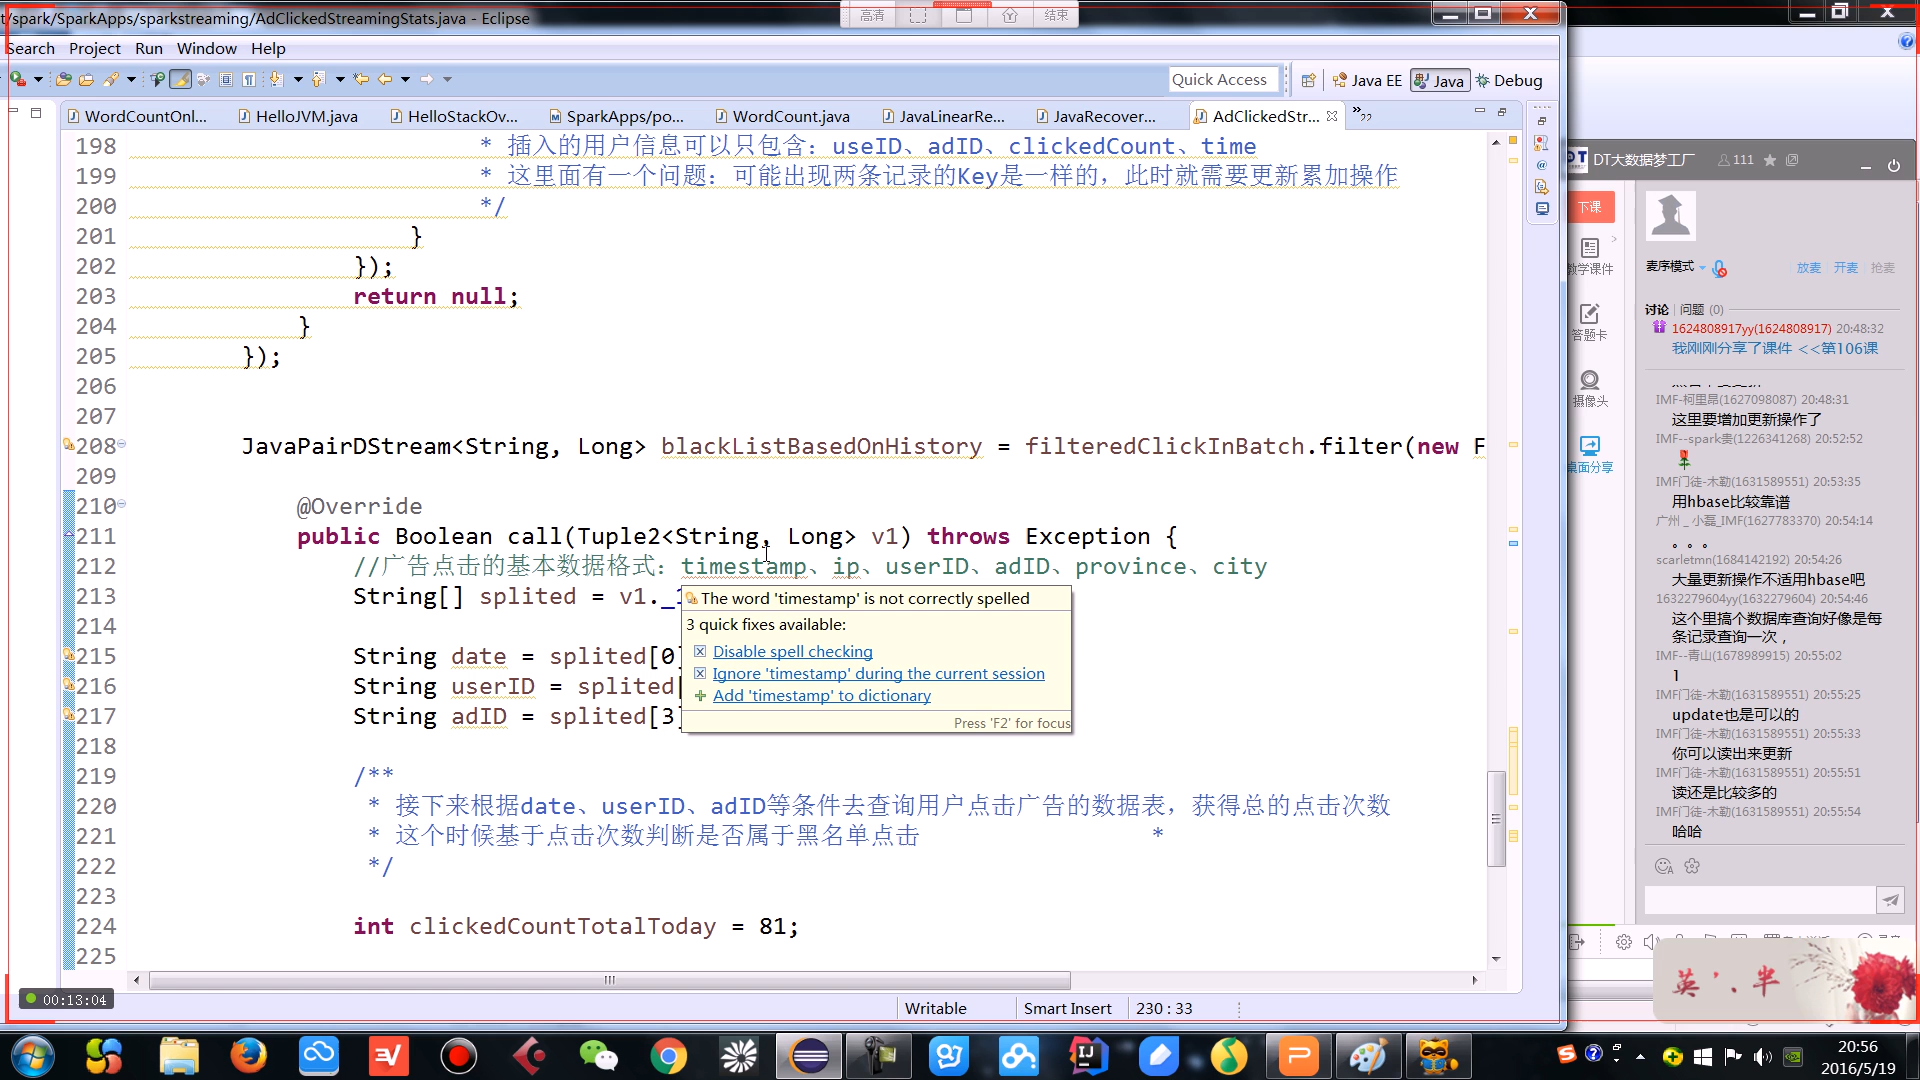 t/spark/SparkApps/sparkstreaming/AdClickedStreamingStats.java - Eclipse
高清
结束
Search Project Run Window Help
Quick Access
Java EE
Java
Debug
WordCountOnl...
HelloJVM.java
HelloStackOv...
SparkApps/po...
WordCount.java
JavaLinearRe...
JavaRecover...
AdClickedStr...
»22
198 * 插入的用户信息可以只包含：useID、adID、clickedCount、time
199 * 这里面有一个问题：可能出现两条记录的Key是一样的，此时就需要更新累加操作
200 */
201 }
202 });
203 return null;
204 }
205 });
206
207
208 JavaPairDStream<String, Long> blackListBasedOnHistory = filteredClickInBatch.filter(new F
209
210 @Override
211 public Boolean call(Tuple2<String, Long> v1) throws Exception {
212 //广告点击的基本数据格式：timestamp、ip、userID、adID、province、city
213 String[] splited = v1._1
214
215 String date = splited[0]
216 String userID = splited[
217 String adID = splited[3]
218
219 /**
220 * 接下来根据date、userID、adID等条件去查询用户点击广告的数据表，获得总的点击次数
221 * 这个时候基于点击次数判断是否属于黑名单点击 *
222 */
223
224 int clickedCountTotalToday = 81;
225
The word 'timestamp' is not correctly spelled
3 quick fixes available:
Disable spell checking
Ignore 'timestamp' during the current session
Add 'timestamp' to dictionary
Press 'F2' for focus
Writable
Smart Insert
230 : 33
00:13:04
DT大数据梦工厂
111
下课
教学课件
答题卡
摄像头
桌面分享
麦序模式
放麦 开麦 抢麦
讨论 问题 (0)
1624808917yy(1624808917) 20:48:32
我刚刚分享了课件 <<第106课
IMF-柯里昂(1627098087) 20:48:31
这里要增加更新操作了
IMF--spark贵(1226341268) 20:52:52
IMF门徒-木勒(1631589551) 20:53:35
用hbase比较靠谱
广州_小磊_IMF(1627783370) 20:54:14
。。。
scarletmn(1684142192) 20:54:26
大量更新操作不适用hbase吧
1632279604yy(1632279604) 20:54:46
这个里搞个数据库查询好像是每
条记录查询一次，
IMF--青山(1678989915) 20:55:02
1
IMF门徒-木勒(1631589551) 20:55:25
update也是可以的
IMF门徒-木勒(1631589551) 20:55:33
你可以读出来更新
IMF门徒-木勒(1631589551) 20:55:51
读还是比较多的
IMF门徒-木勒(1631589551) 20:55:54
哈哈
英 ' 、 半
20:56
2016/5/19